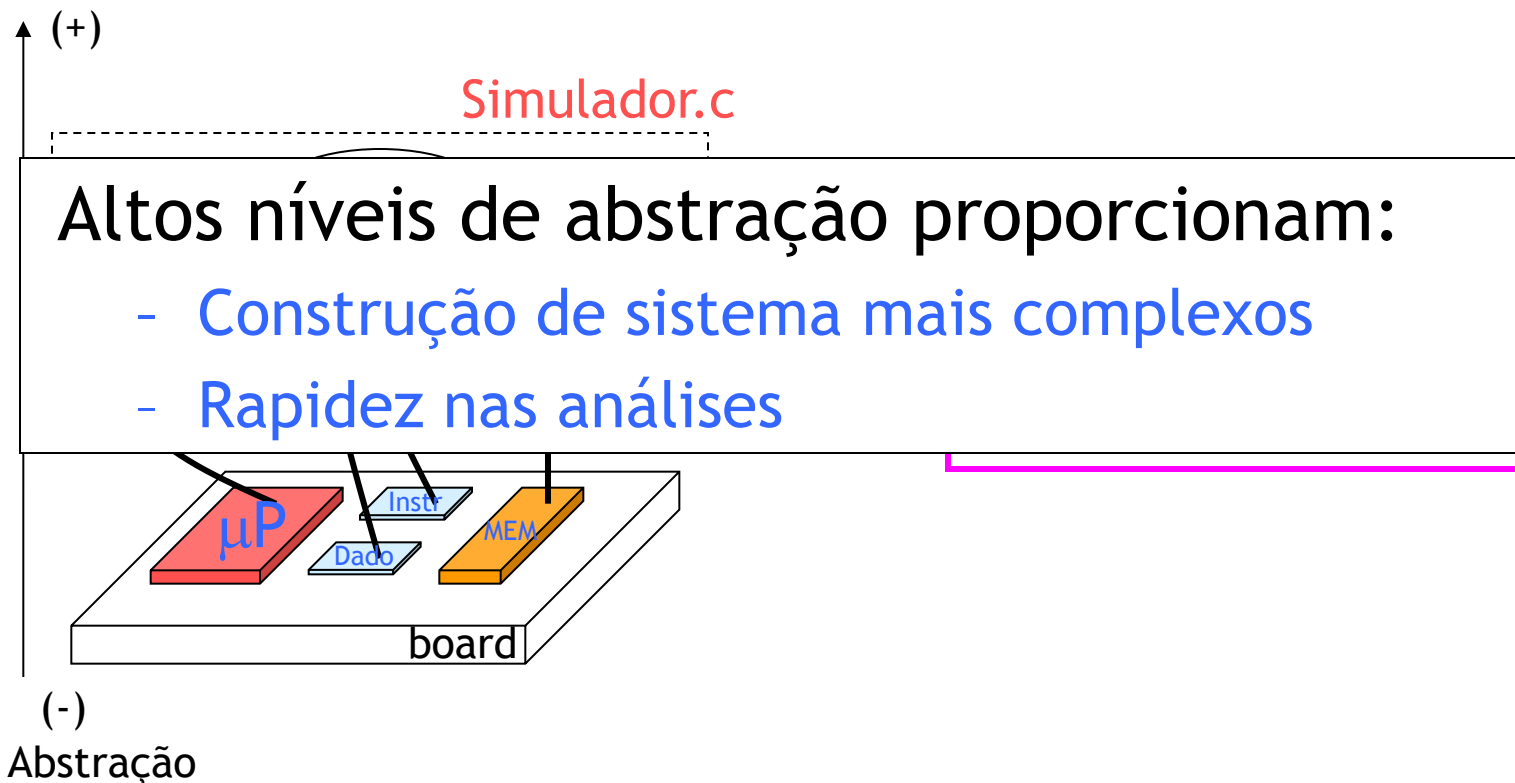 (+)
Simulador.c
Altos níveis de abstração proporcionam:
– Construção de sistema mais complexos
– Rapidez nas análises
Instr
μP
MEM
Dado
board
(-)
Abstração